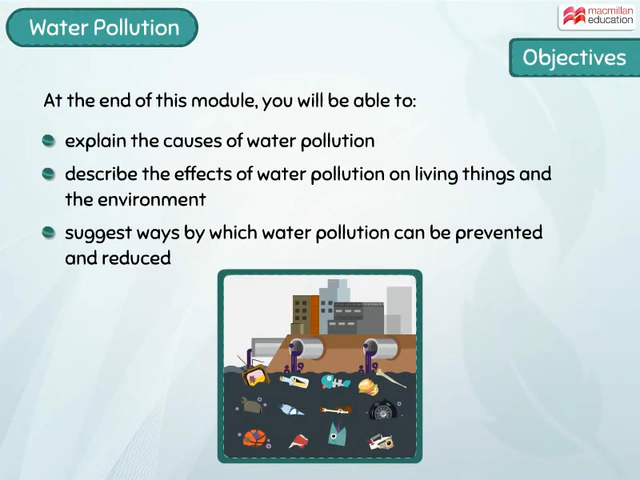 Water Pollution
macmillan
education
Objectives
At the end of this module, you will be able to:
explain the causes of water pollution
describe the effects of water pollution on living things and
the environment
suggest ways by which water pollution can be prevented
and reduced